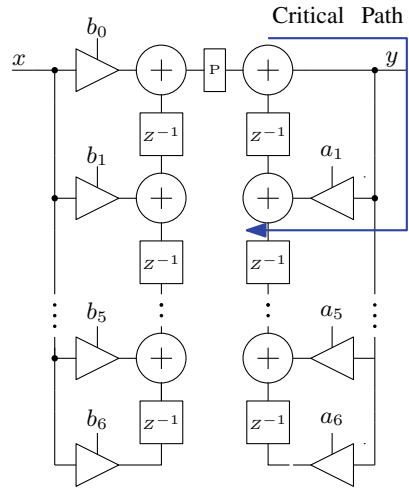 Critical Path
b₀
x
P
y
z⁻¹ z⁻¹
b₁ a₁
z⁻¹ z⁻¹
b₅ a₅
b₆ a₆
z⁻¹ z⁻¹